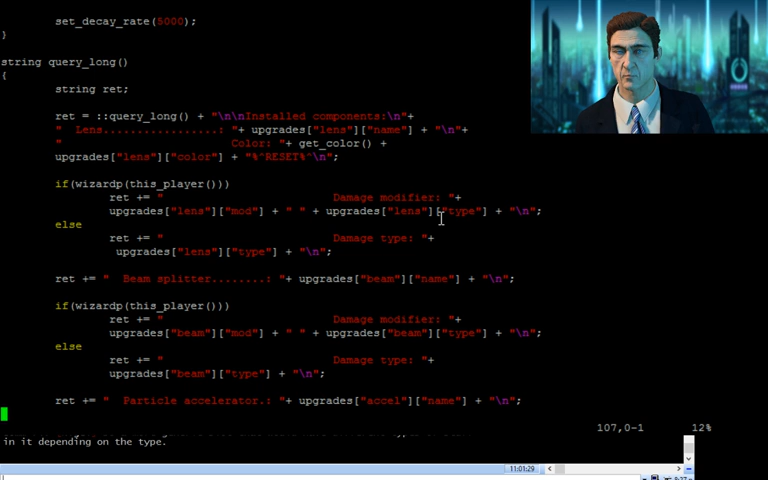 set_decay_rate(5000);
}
string query_long()
{
string ret;
ret = ::query_long() + "\n\nInstalled components:\n"+
"  Lens.................: "+ upgrades["lens"]["name"] + "\n"+
"                         Color: "+ get_color() +
upgrades["lens"]["color"] + "%^RESET%^\n";
if(wizardp(this_player()))
ret += "                         Damage modifier: "+
upgrades["lens"]["mod"] + " " + upgrades["lens"]["type"] + "\n";
else
ret += "                         Damage type: "+
upgrades["lens"]["type"] + "\n";
ret += "  Beam splitter........: "+ upgrades["beam"]["name"] + "\n";
if(wizardp(this_player()))
ret += "                         Damage modifier: "+
upgrades["beam"]["mod"] + " " + upgrades["beam"]["type"] + "\n";
else
ret += "                         Damage type: "+
upgrades["beam"]["type"] + "\n";
ret += "  Particle accelerator.: "+ upgrades["accel"]["name"] + "\n";
107,0-1 12%
in it depending on the type.
11:01:29